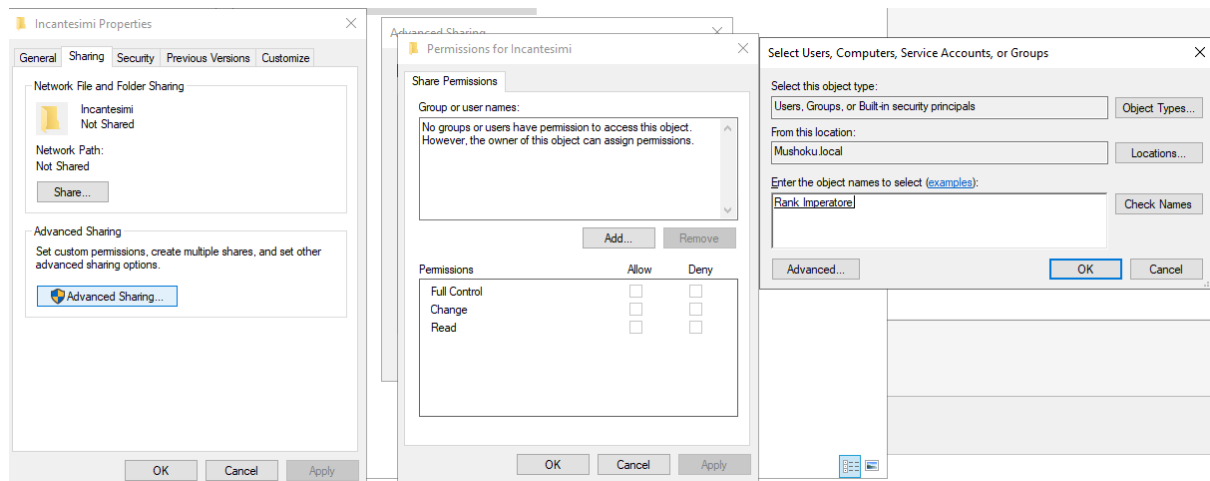 Incantesimi Properties
General Sharing Security Previous Versions Customize
Network File and Folder Sharing
Incantesimi
Not Shared
Network Path:
Not Shared
Share...
Advanced Sharing
Set custom permissions, create multiple shares, and set other
advanced sharing options.
Advanced Sharing...
OK Cancel Apply
Advanced Sharing
Permissions for Incantesimi
Share Permissions
Group or user names:
No groups or users have permission to access this object.
However, the owner of this object can assign permissions.
Add... Remove
Permissions Allow Deny
Full Control
Change
Read
OK Cancel Apply
Select Users, Computers, Service Accounts, or Groups
Select this object type:
Users, Groups, or Built-in security principals Object Types...
From this location:
Mushoku.local Locations...
Enter the object names to select (examples):
Rank Imperatore Check Names
Advanced... OK Cancel